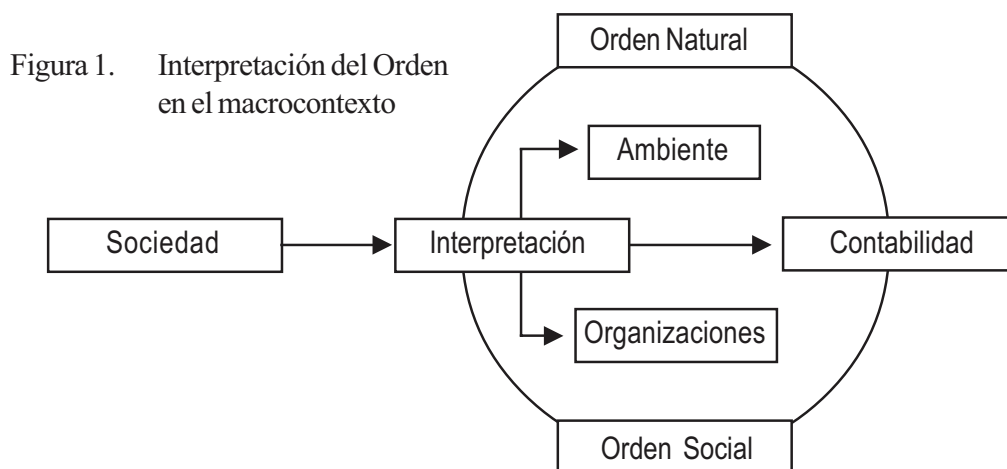 Orden Natural
Figura 1. Interpretación del Orden
en el macrocontexto
Ambiente
Sociedad
Interpretación
Contabilidad
Organizaciones
Orden Social